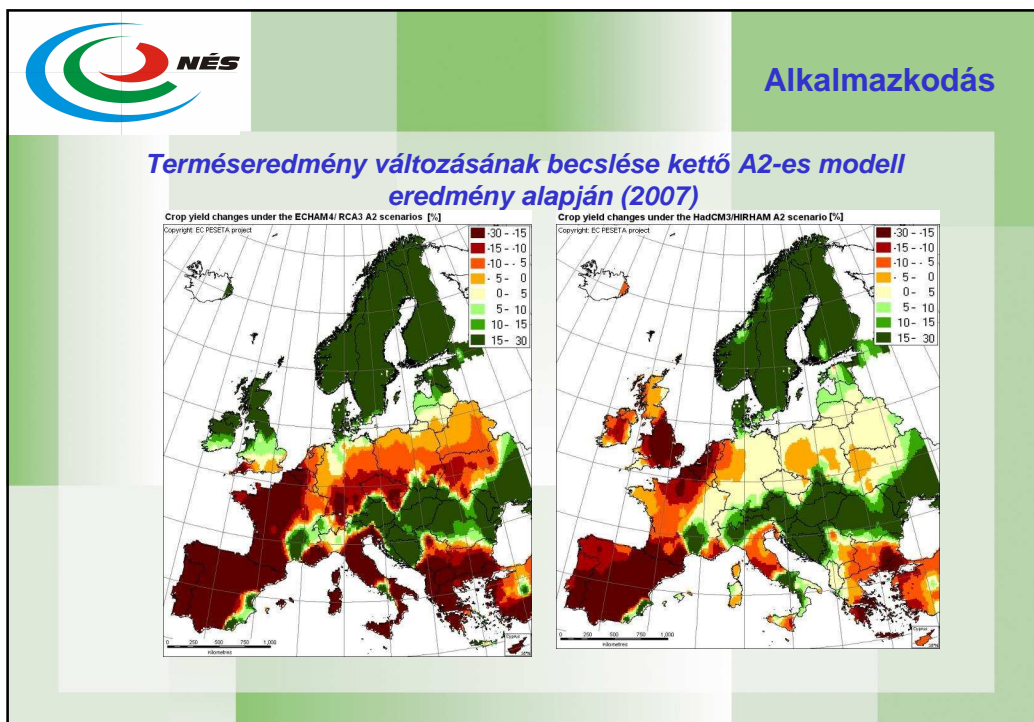 NÉS
Alkalmazkodás
Terméseredmény változásának becslése kettő A2-es modell
eredmény alapján (2007)
Crop yield changes under the ECHAM4/ RCA3 A2 scenarios [%]
Copyright: EC PESETA project
-30 - -15
-15 - -10
-10 - - 5
- 5 - 0
0 - 5
5 - 10
10 - 15
15 - 30
0 250 500 750 1,000
Kilometres
Cyprus
Crop yield changes under the HadCM3/HIRHAM A2 scenario [%]
Copyright: EC PESETA project
-30 - -15
-15 - -10
-10 - - 5
- 5 - 0
0 - 5
5 - 10
10 - 15
15 - 30
0 250 500 750 1,000
Kilometres
Cyprus